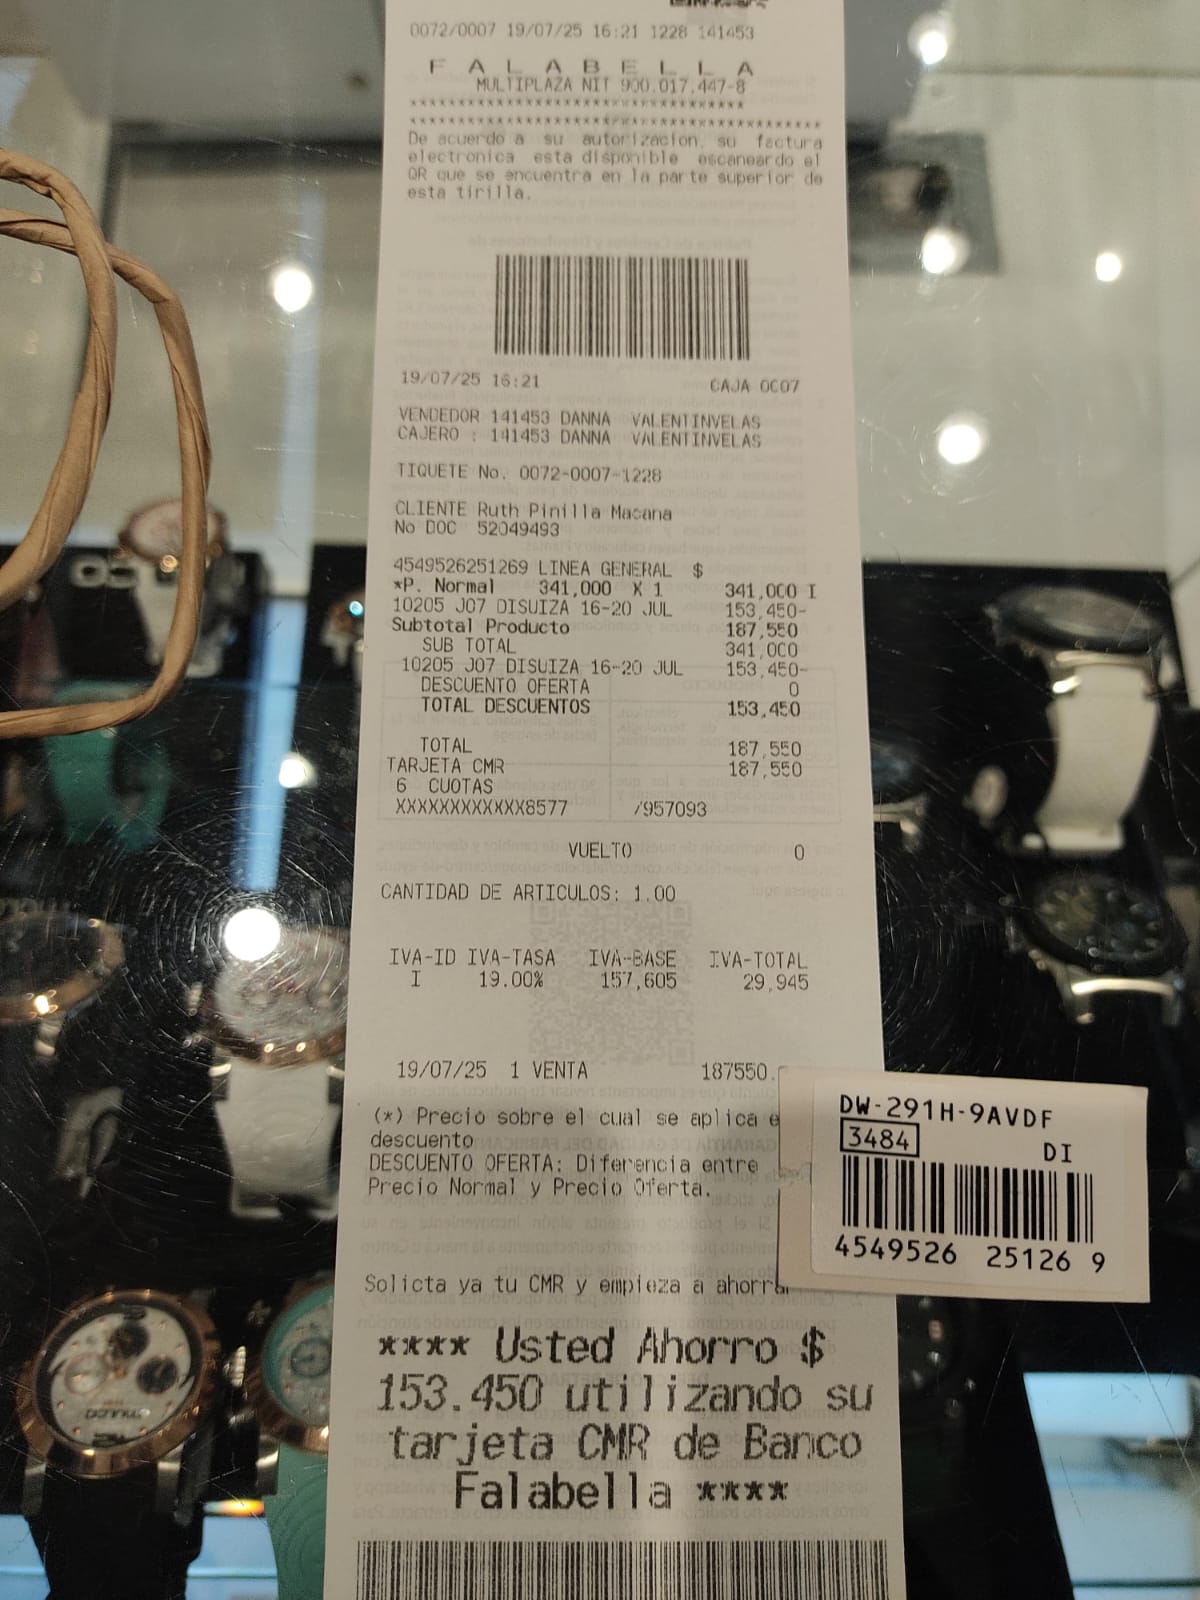 0072/0007 19/07/25 16:21 1228 141453
F A L A B E L L A
MULTIPLAZA NIT 900.017.447-8
De acuerdo a su autorizacion, su factura
electronica esta disponible escaneando el
QR que se encuentra en la parte superior de
esta tirilla.
19/07/25 16:21 CAJA 0007
VENDEDOR 141453 DANNA VALENTINVELAS
CAJERO : 141453 DANNA VALENTINVELAS
TIQUETE No. 0072-0007-1228
CLIENTE Ruth Pinilla Macana
No DOC 52049493
4549526251269 LINEA GENERAL $
*P. Normal 341,000 X 1 341,000 I
10205 J07 DISUIZA 16-20 JUL 153,450-
Subtotal Producto 187,550
SUB TOTAL 341,000
10205 J07 DISUIZA 16-20 JUL 153,450-
DESCUENTO OFERTA 0
TOTAL DESCUENTOS 153,450
TOTAL 187,550
TARJETA CMR 187,550
6 CUOTAS
XXXXXXXXXXXX8577 /957093
VUELTO 0
CANTIDAD DE ARTICULOS: 1.00
IVA-ID IVA-TASA IVA-BASE IVA-TOTAL
I 19.00% 157,605 29,945
19/07/25 1 VENTA 187550.
(*) Precio sobre el cual se aplica e
descuento
DESCUENTO OFERTA: Diferencia entre
Precio Normal y Precio Oferta.
Solicta ya tu CMR y empieza a ahorrar
**** Usted Ahorro $
153.450 utilizando su
tarjeta CMR de Banco
Falabella ****
DW-291H-9AVDF
3484 DI
4549526 25126 9